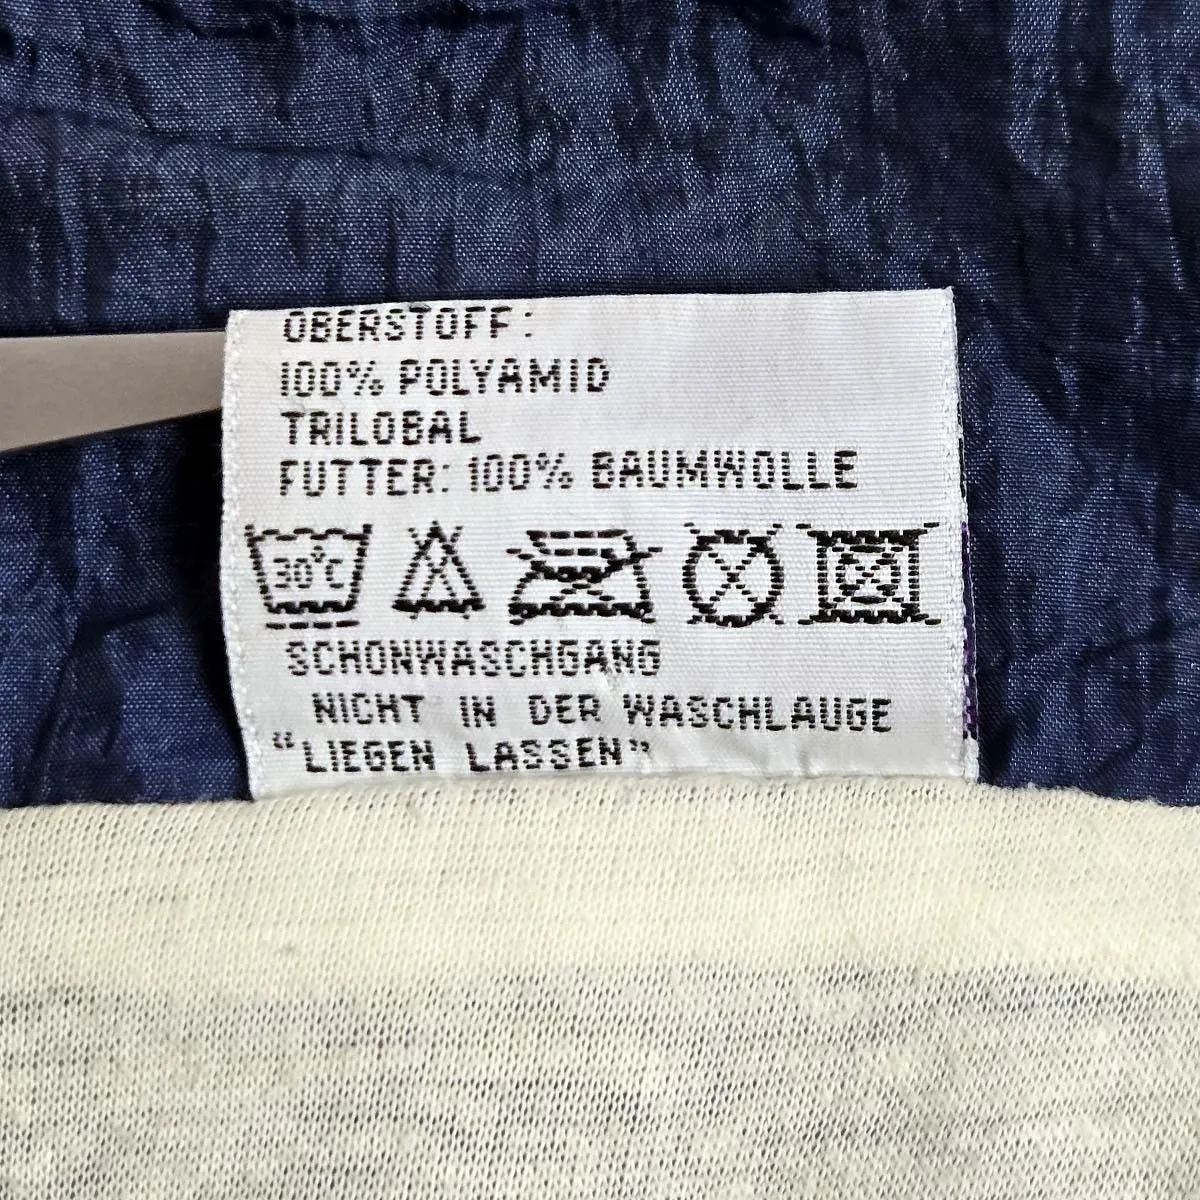 OBERSTOFF:
100% POLYAMID
TRILOBAL
FUTTER: 100% BAUMWOLLE
30°C
SCHONWASCHGANG
NICHT IN DER WASCHLAUGE
"LIEGEN LASSEN"